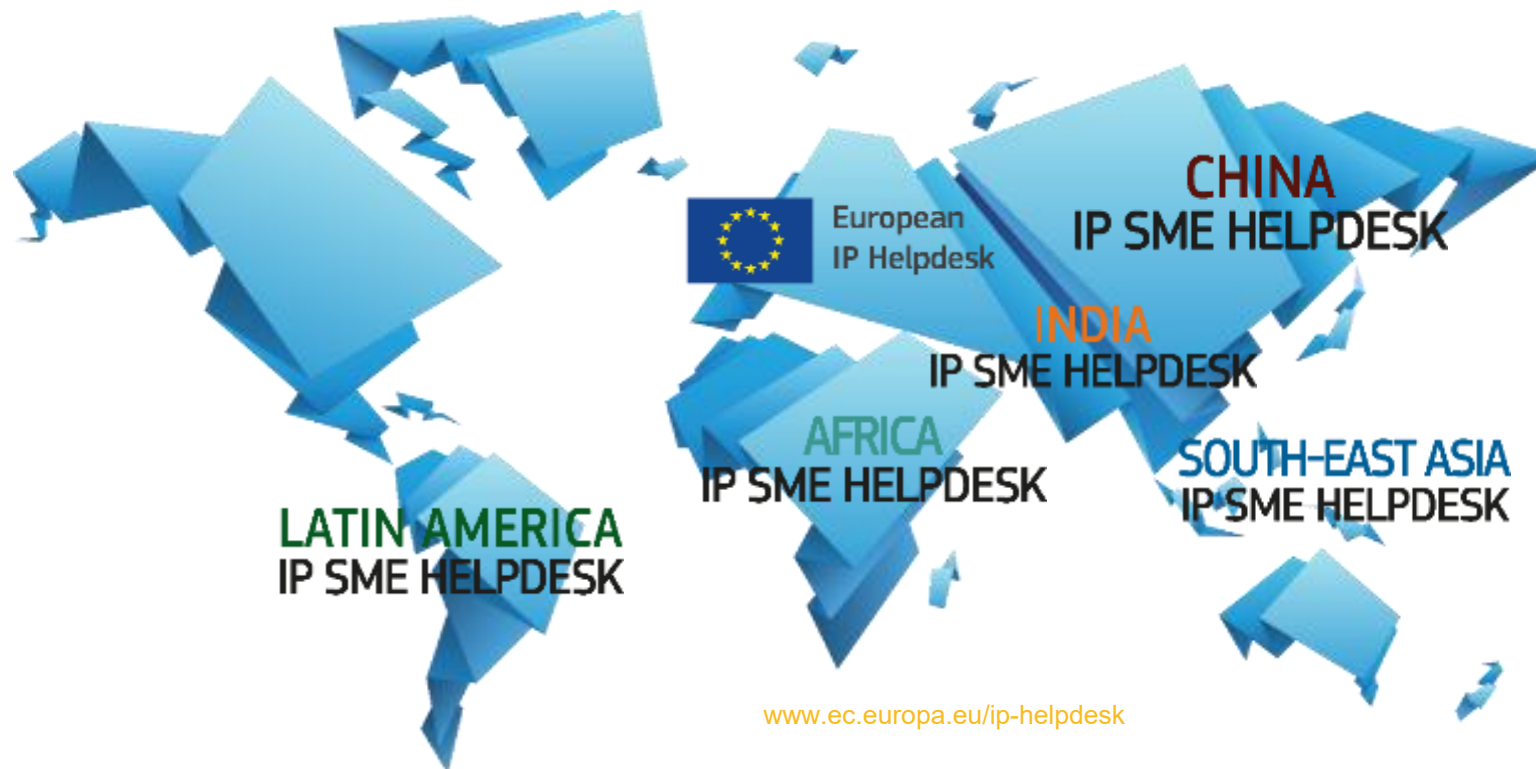 CHINA
IP SME HELPDESK
European
IP Helpdesk
INDIA
IP SME HELPDESK
AFRICA
IP SME HELPDESK
SOUTH-EAST ASIA
IP SME HELPDESK
LATIN AMERICA
IP SME HELPDESK
www.ec.europa.eu/ip-helpdesk